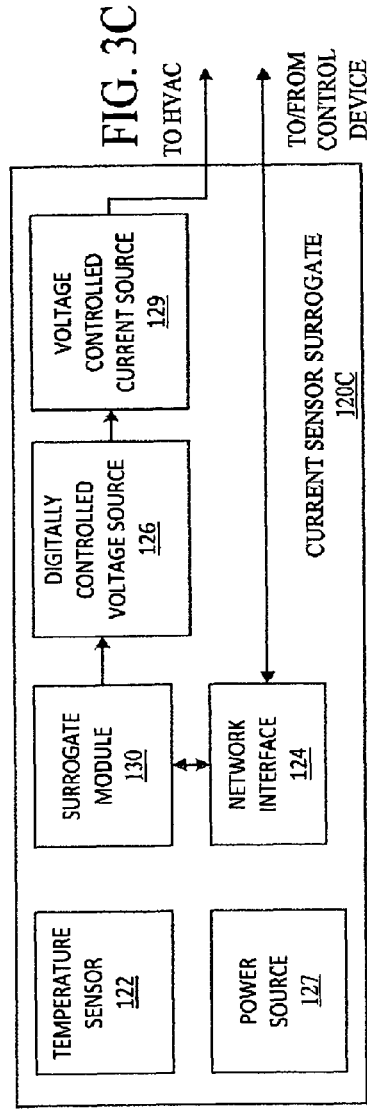 FIG. 3C
TEMPERATURE
SENSOR
122
SURROGATE
MODULE
130
DIGITALLY
CONTROLLED
VOLTAGE SOURCE
126
VOLTAGE
CONTROLLED
CURRENT SOURCE
129
TO HVAC
POWER
SOURCE
127
NETWORK
INTERFACE
124
CURRENT SENSOR SURROGATE
120C
TO/FROM
CONTROL
DEVICE